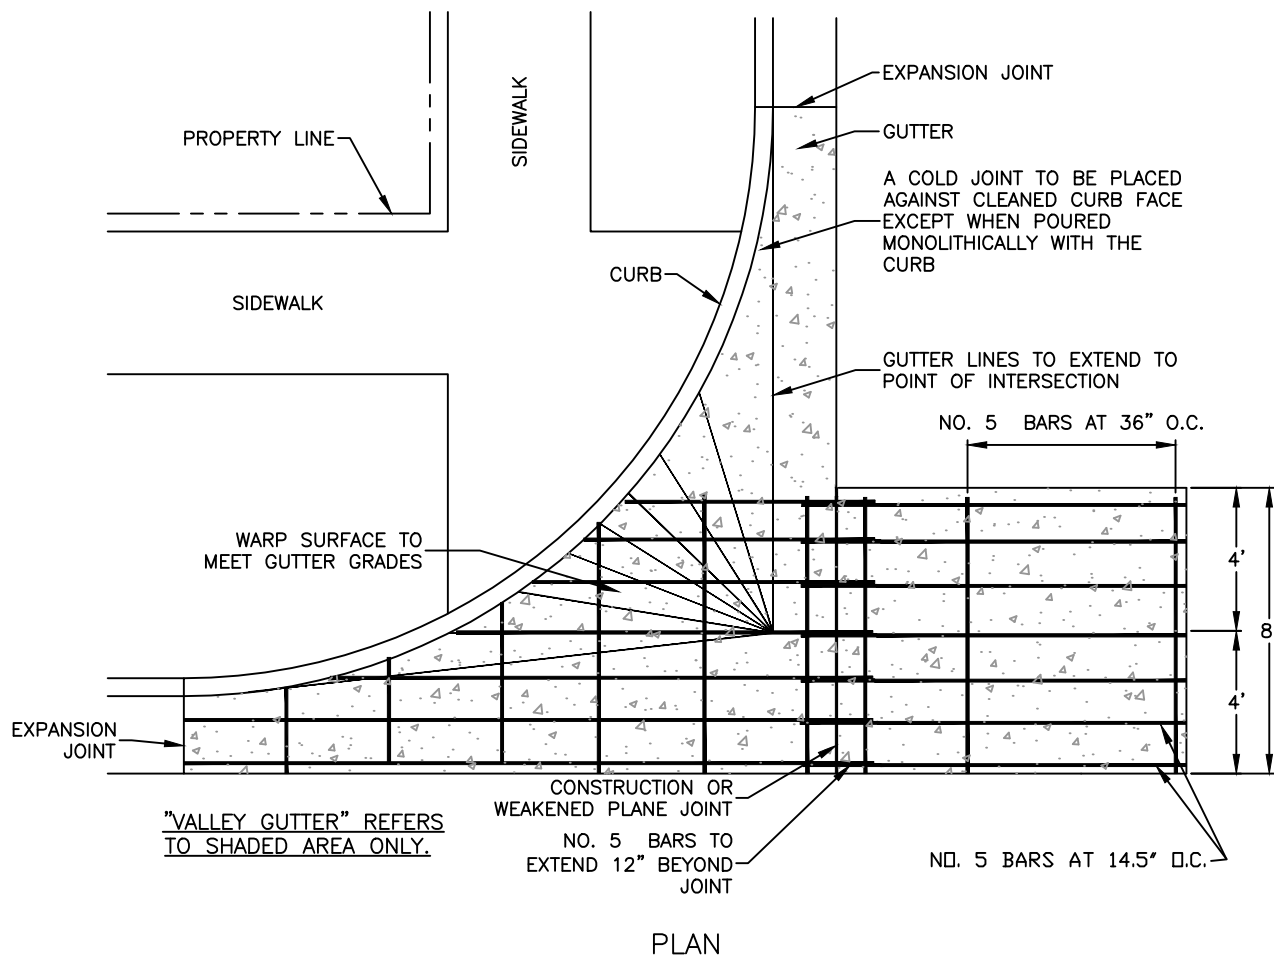 EXPANSION JOINT
PROPERTY LINE
SIDEWALK
GUTTER
A COLD JOINT TO BE PLACED
AGAINST CLEANED CURB FACE
EXCEPT WHEN POURED
MONOLITHICALLY WITH THE
CURB
CURB
SIDEWALK
GUTTER LINES TO EXTEND TO
POINT OF INTERSECTION
NO. 5 BARS AT 36" O.C.
WARP SURFACE TO
MEET GUTTER GRADES
4'
8
4'
EXPANSION
JOINT
CONSTRUCTION OR
WEAKENED PLANE JOINT
"VALLEY GUTTER" REFERS
TO SHADED AREA ONLY.
NO. 5 BARS TO
EXTEND 12" BEYOND
JOINT
NO. 5 BARS AT 14.5" O.C.
PLAN